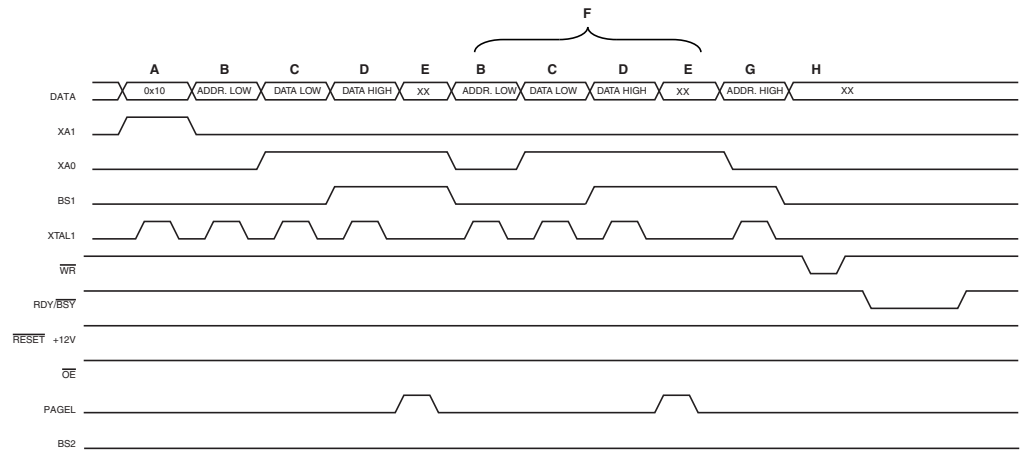 F
A B C D E B C D E G H
DATA 0x10 ADDR. LOW DATA LOW DATA HIGH XX ADDR. LOW DATA LOW DATA HIGH XX ADDR. HIGH XX
XA1
XA0
BS1
XTAL1
WR
RDY/BSY
RESET +12V
OE
PAGEL
BS2